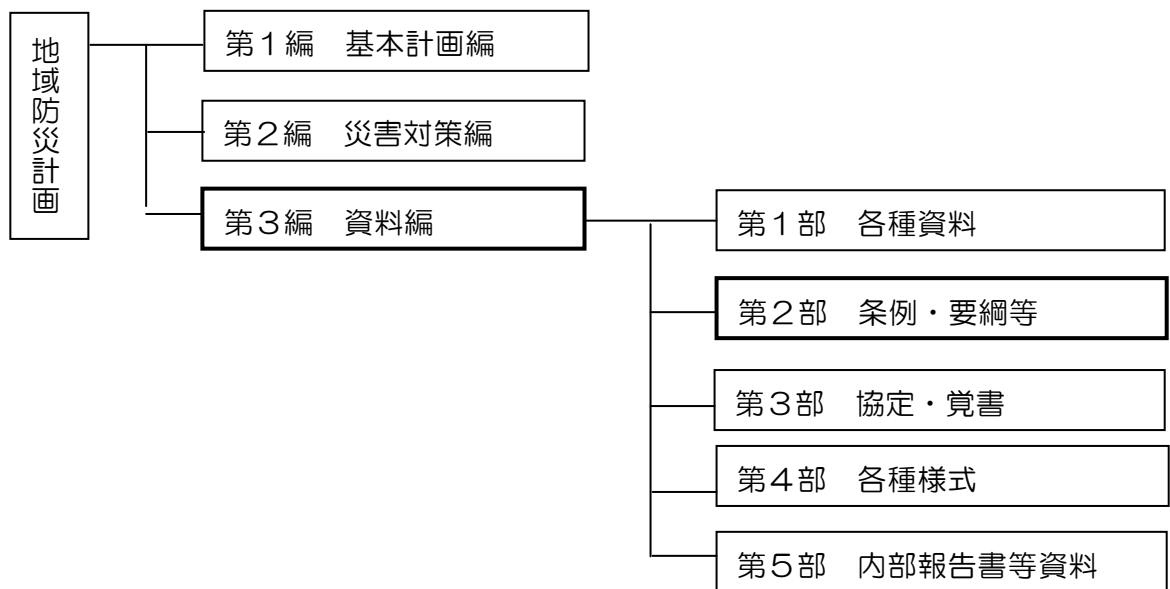 地域防災計画
第１編　基本計画編
第２編　災害対策編
第３編　資料編
第１部　各種資料
第２部　条例・要綱等
第３部　協定・覚書
第４部　各種様式
第５部　内部報告書等資料